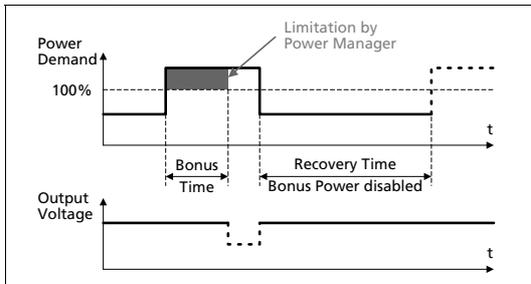 Limitation by
Power Manager
Power
Demand
100%
t
Bonus
Time
Recovery Time
Bonus Power disabled
Output
Voltage
t